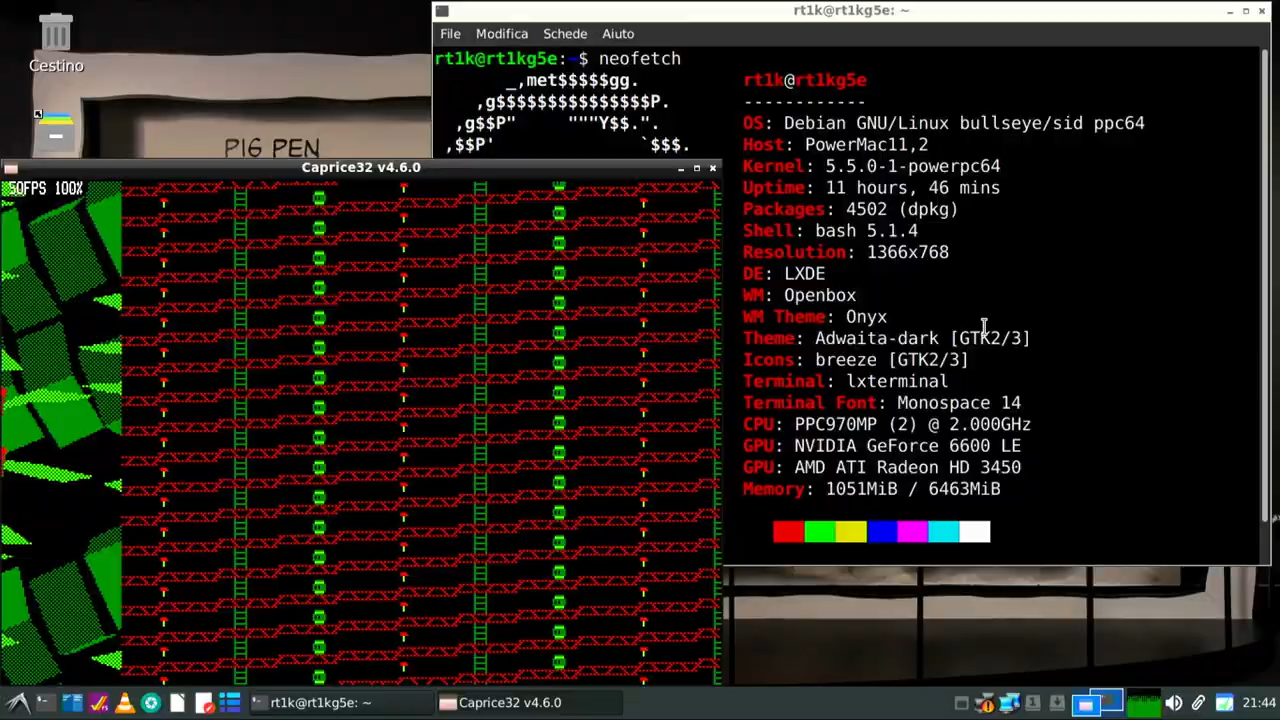 rt1k@rt1kg5e: ~
File Modifica Schede Aiuto
Cestino
rt1k@rt1kg5e:~$ neofetch
_,met$$$$$gg.
,g$$$$$$$$$$$$$$$P.
,g$$P" """Y$$.".
,$$P' `$$$.
rt1k@rt1kg5e
------------
OS: Debian GNU/Linux bullseye/sid ppc64
Host: PowerMac11,2
Kernel: 5.5.0-1-powerpc64
Uptime: 11 hours, 46 mins
Packages: 4502 (dpkg)
Shell: bash 5.1.4
Resolution: 1366x768
DE: LXDE
WM: Openbox
WM Theme: Onyx
Theme: Adwaita-dark [GTK2/3]
Icons: breeze [GTK2/3]
Terminal: lxterminal
Terminal Font: Monospace 14
CPU: PPC970MP (2) @ 2.000GHz
GPU: NVIDIA GeForce 6600 LE
GPU: AMD ATI Radeon HD 3450
Memory: 1051MiB / 6463MiB
PIG PEN
Caprice32 v4.6.0
50FPS 100%
rt1k@rt1kg5e: ~
Caprice32 v4.6.0
1
21:44